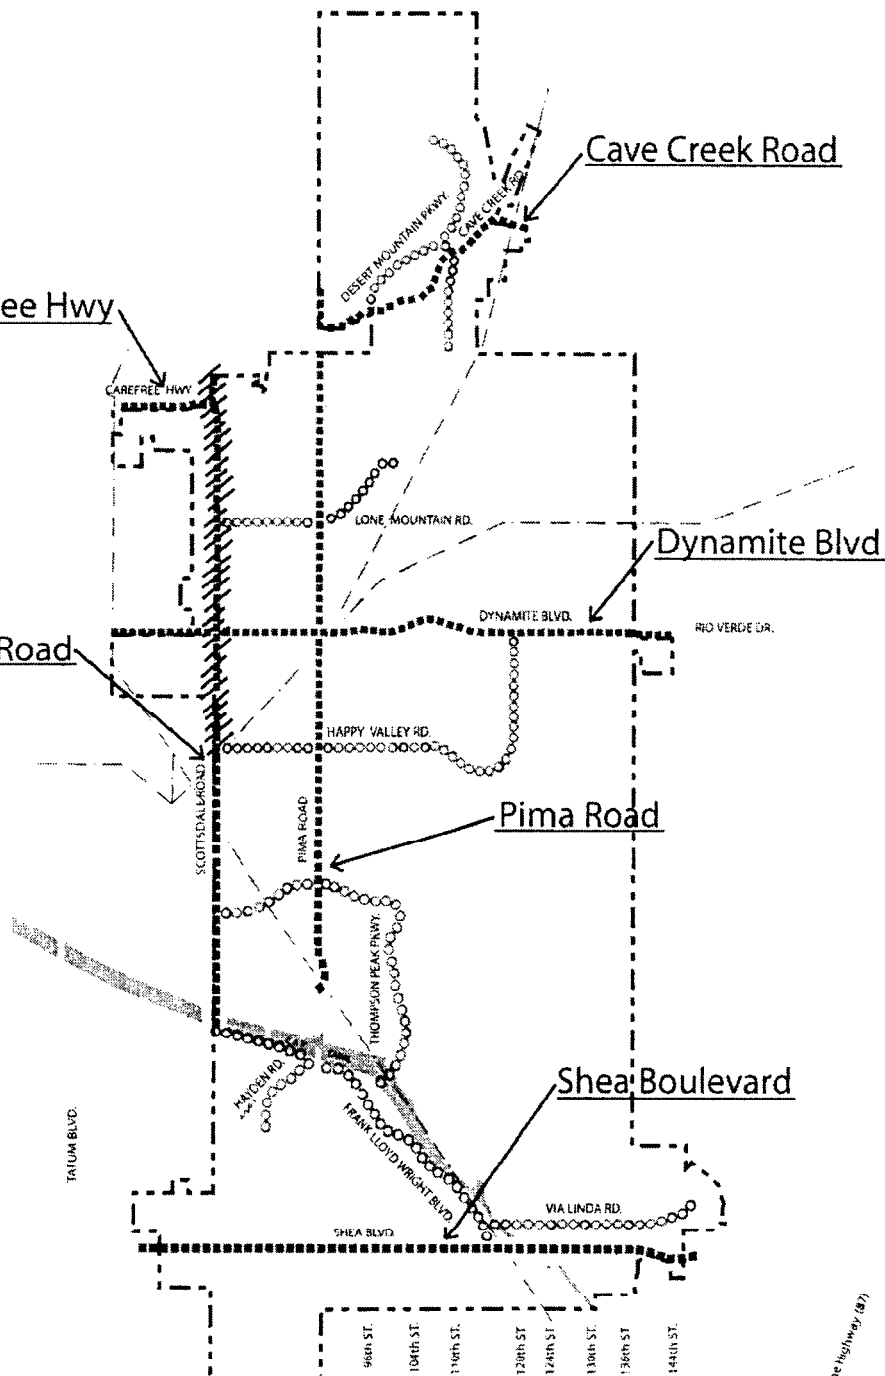 Cave Creek Road
DESERT MOUNTAIN PKWY.
CAVE CREEK RD.
ee Hwy
CAREFREE HWY
LONE MOUNTAIN RD.
Dynamite Blvd
DYNAMITE BLVD.
RIO VERDE DR.
Road
HAPPY VALLEY RD.
SCOTTSDALE ROAD
PIMA ROAD
Pima Road
THOMPSON PEAK PKWY.
HAYDEN RD.
Shea Boulevard
FRANK LLOYD WRIGHT BLVD.
TATUM BLVD.
VIA LINDA RD.
SHEA BLVD.
96th ST.
104th ST.
110th ST.
120th ST.
124th ST.
130th ST.
136th ST.
144th ST.
ne Highway (87)